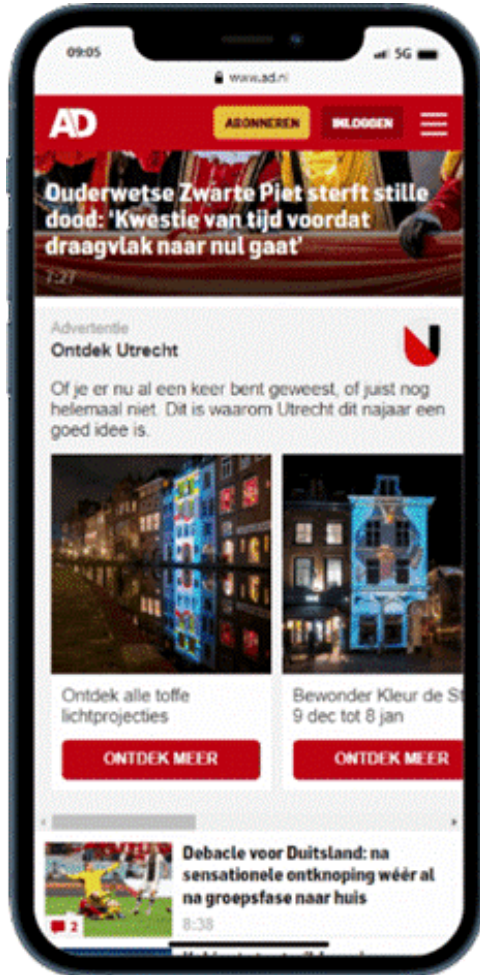 09:05
5G
www.ad.nl
AD
ABONNEREN
INLOGGEN
Ouderwetse Zwarte Piet sterft stille
dood: ‘Kwestie van tijd voordat
draagvlak naar nul gaat’
7:27
Advertentie
Ontdek Utrecht
Of je er nu al een keer bent geweest, of juist nog
helemaal niet. Dit is waarom Utrecht dit najaar een
goed idee is.
Ontdek alle toffe
lichtprojecties
Bewonder Kleur de St
9 dec tot 8 jan
ONTDEK MEER
ONTDEK MEER
Debacle voor Duitsland: na
sensationele ontknoping wéér al
na groepsfase naar huis
2
8:38